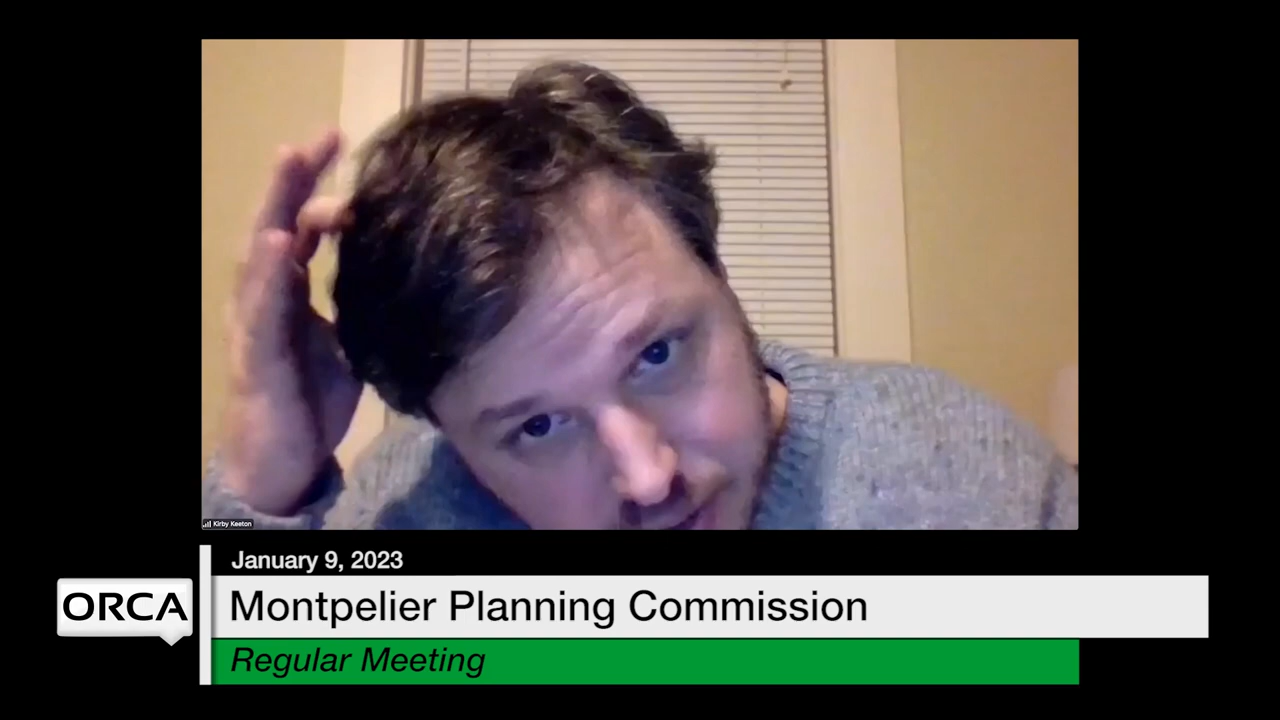 Kirby Keeton
January 9, 2023
ORCA
Montpelier Planning Commission
Regular Meeting